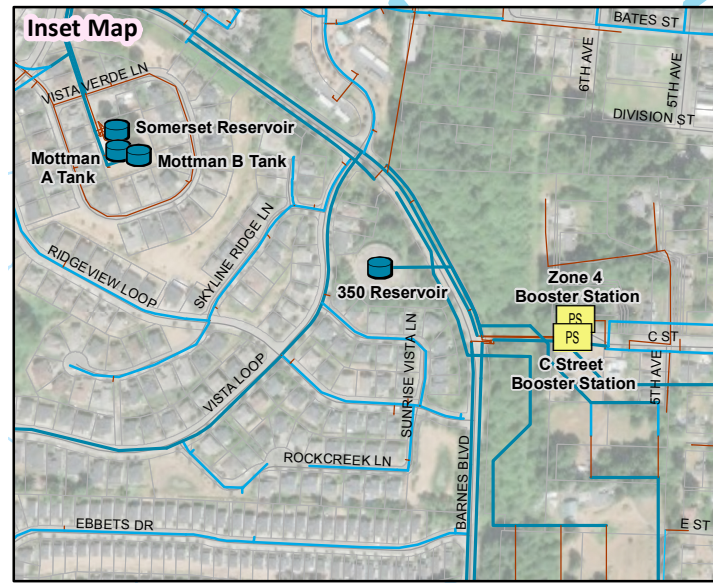 Inset Map
BATES ST
6TH AVE
5TH AVE
DIVISION ST
VISTA VERDE LN
Somerset Reservoir
Mottman
A Tank
Mottman B Tank
SKYLINE RIDGE LN
RIDGEVIEW LOOP
350 Reservoir
Zone 4
Booster Station
PS
PS
C ST
C Street
Booster Station
5TH AVE
SUNRISE VISTA LN
VISTA LOOP
BARNES BLVD
ROCKCREEK LN
EBBETS DR
E ST